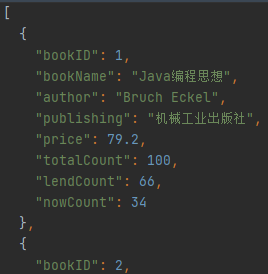 [
{
"bookID": 1,
"bookName": "Java编程思想",
"author": "Bruch Eckel",
"publishing": "机械工业出版社",
"price": 79.2,
"totalCount": 100,
"lendCount": 66,
"nowCount": 34
},
{
"bookID": 2,